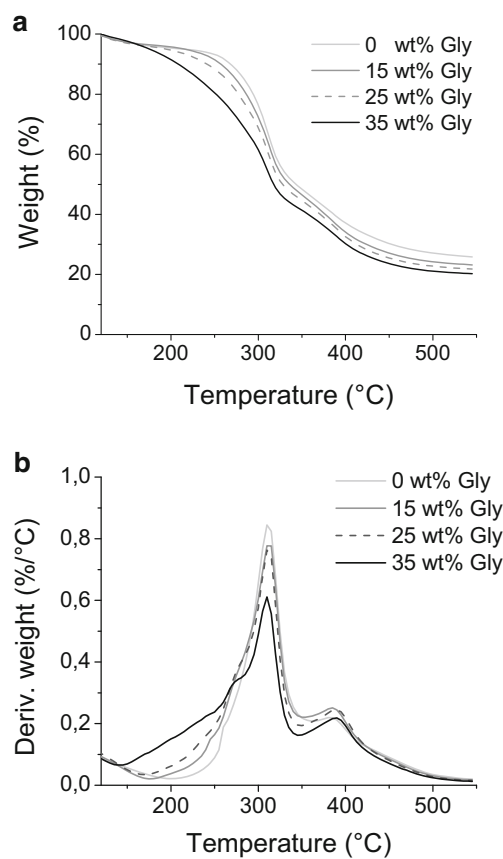 a
100
80
60
40
20
0
Weight (%)
0 wt% Gly
15 wt% Gly
25 wt% Gly
35 wt% Gly
200 300 400 500
Temperature (°C)
b
1,0
0,8
0,6
0,4
0,2
0,0
Deriv. weight (%/°C)
0 wt% Gly
15 wt% Gly
25 wt% Gly
35 wt% Gly
200 300 400 500
Temperature (°C)